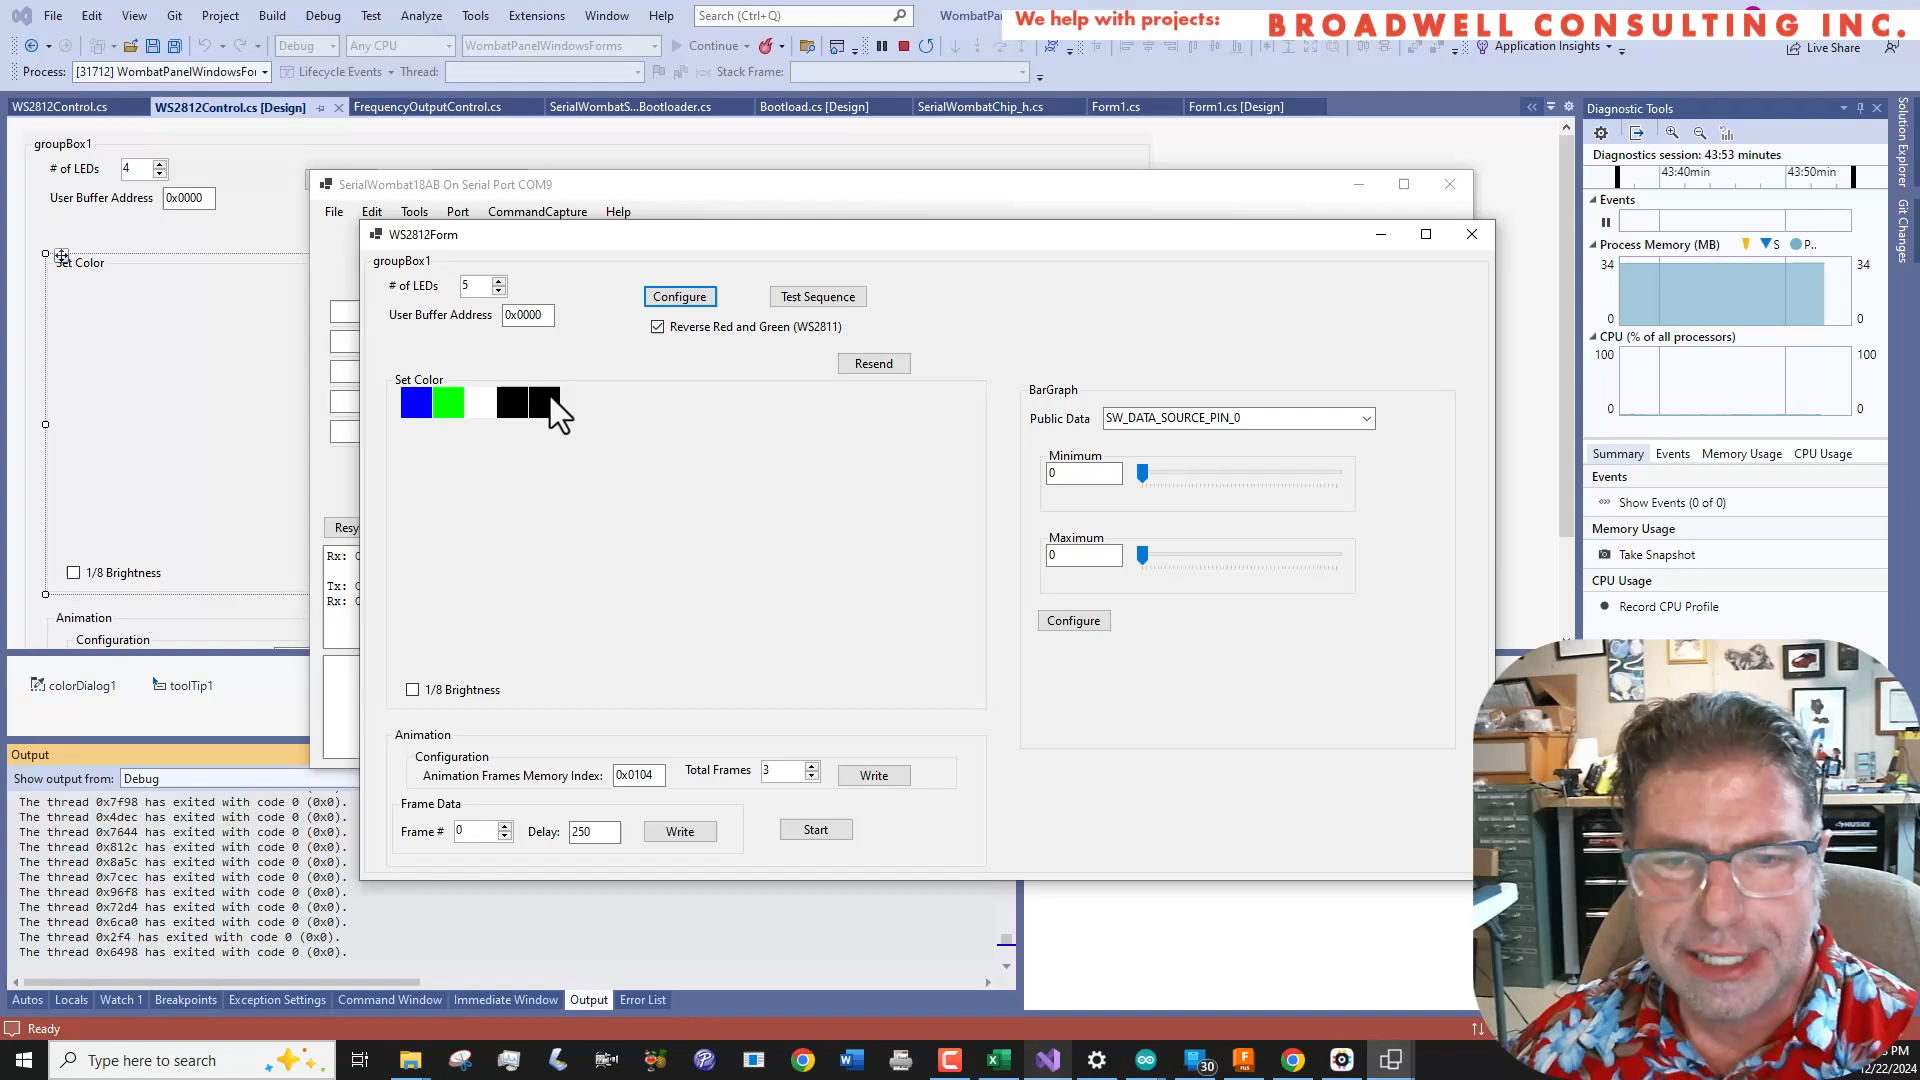 File Edit View Git Project Build Debug Test Analyze Tools Extensions Window Help Search (Ctrl+Q) WombatPan
We help with projects: BROADWELL CONSULTING INC.
Debug Any CPU WombatPanelWindowsForms Continue Application Insights Live Share
Process: [31712] WombatPanelWindowsFor Lifecycle Events Thread: Stack Frame:
WS2812Control.cs WS2812Control.cs [Design] FrequencyOutputControl.cs SerialWombatS...Bootloader.cs Bootload.cs [Design] SerialWombatChip_h.cs Form1.cs Form1.cs [Design]
groupBox1
# of LEDs 4
User Buffer Address 0x0000
Set Color
1/8 Brightness
Animation
Configuration
colorDialog1 toolTip1
SerialWombat18AB On Serial Port COM9
File Edit Tools Port CommandCapture Help
Resy
Rx: 
Tx: 
Rx: 
WS2812Form
groupBox1
# of LEDs 5
Configure Test Sequence
User Buffer Address 0x0000
Reverse Red and Green (WS2811)
Resend
Set Color
1/8 Brightness
BarGraph
Public Data SW_DATA_SOURCE_PIN_0
Minimum
0
Maximum
0
Configure
Animation
Configuration
Animation Frames Memory Index: 0x0104 Total Frames 3 Write
Frame Data
Frame # 0 Delay: 250 Write Start
Diagnostic Tools
Diagnostics session: 43:53 minutes
43:40min 43:50min
Events
Process Memory (MB) S P..
34 34
0 0
CPU (% of all processors)
100 100
0 0
Summary Events Memory Usage CPU Usage
Events
Show Events (0 of 0)
Memory Usage
Take Snapshot
CPU Usage
Record CPU Profile
Solution Explorer
Git Changes
Output
Show output from: Debug
The thread 0x7f98 has exited with code 0 (0x0).
The thread 0x4dec has exited with code 0 (0x0).
The thread 0x7644 has exited with code 0 (0x0).
The thread 0x812c has exited with code 0 (0x0).
The thread 0x8a5c has exited with code 0 (0x0).
The thread 0x7cec has exited with code 0 (0x0).
The thread 0x96f8 has exited with code 0 (0x0).
The thread 0x72d4 has exited with code 0 (0x0).
The thread 0x6ca0 has exited with code 0 (0x0).
The thread 0x2f4 has exited with code 0 (0x0).
The thread 0x6498 has exited with code 0 (0x0).
Autos Locals Watch 1 Breakpoints Exception Settings Command Window Immediate Window Output Error List
Ready
HUSKY
Type here to search
30
PM
12/22/2024